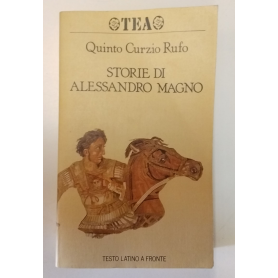 TEA
Quinto Curzio Rufo
STORIE DI
ALESSANDRO MAGNO
TESTO LATINO A FRONTE